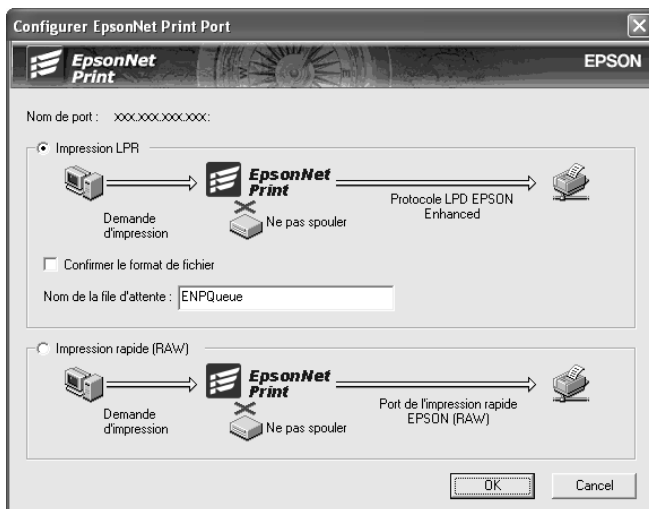 Configurer EpsonNet Print Port
EpsonNet
Print
EPSON
Nom de port : xxx.xxx.xxx.xxx:
Impression LPR
EpsonNet
Print
Protocole LPD EPSON
Enhanced
Demande
d'impression
Ne pas spouler
Confirmer le format de fichier
Nom de la file d'attente : ENPQueue
Impression rapide (RAW)
EpsonNet
Print
Port de l'impression rapide
EPSON (RAW)
Demande
d'impression
Ne pas spouler
OK
Cancel